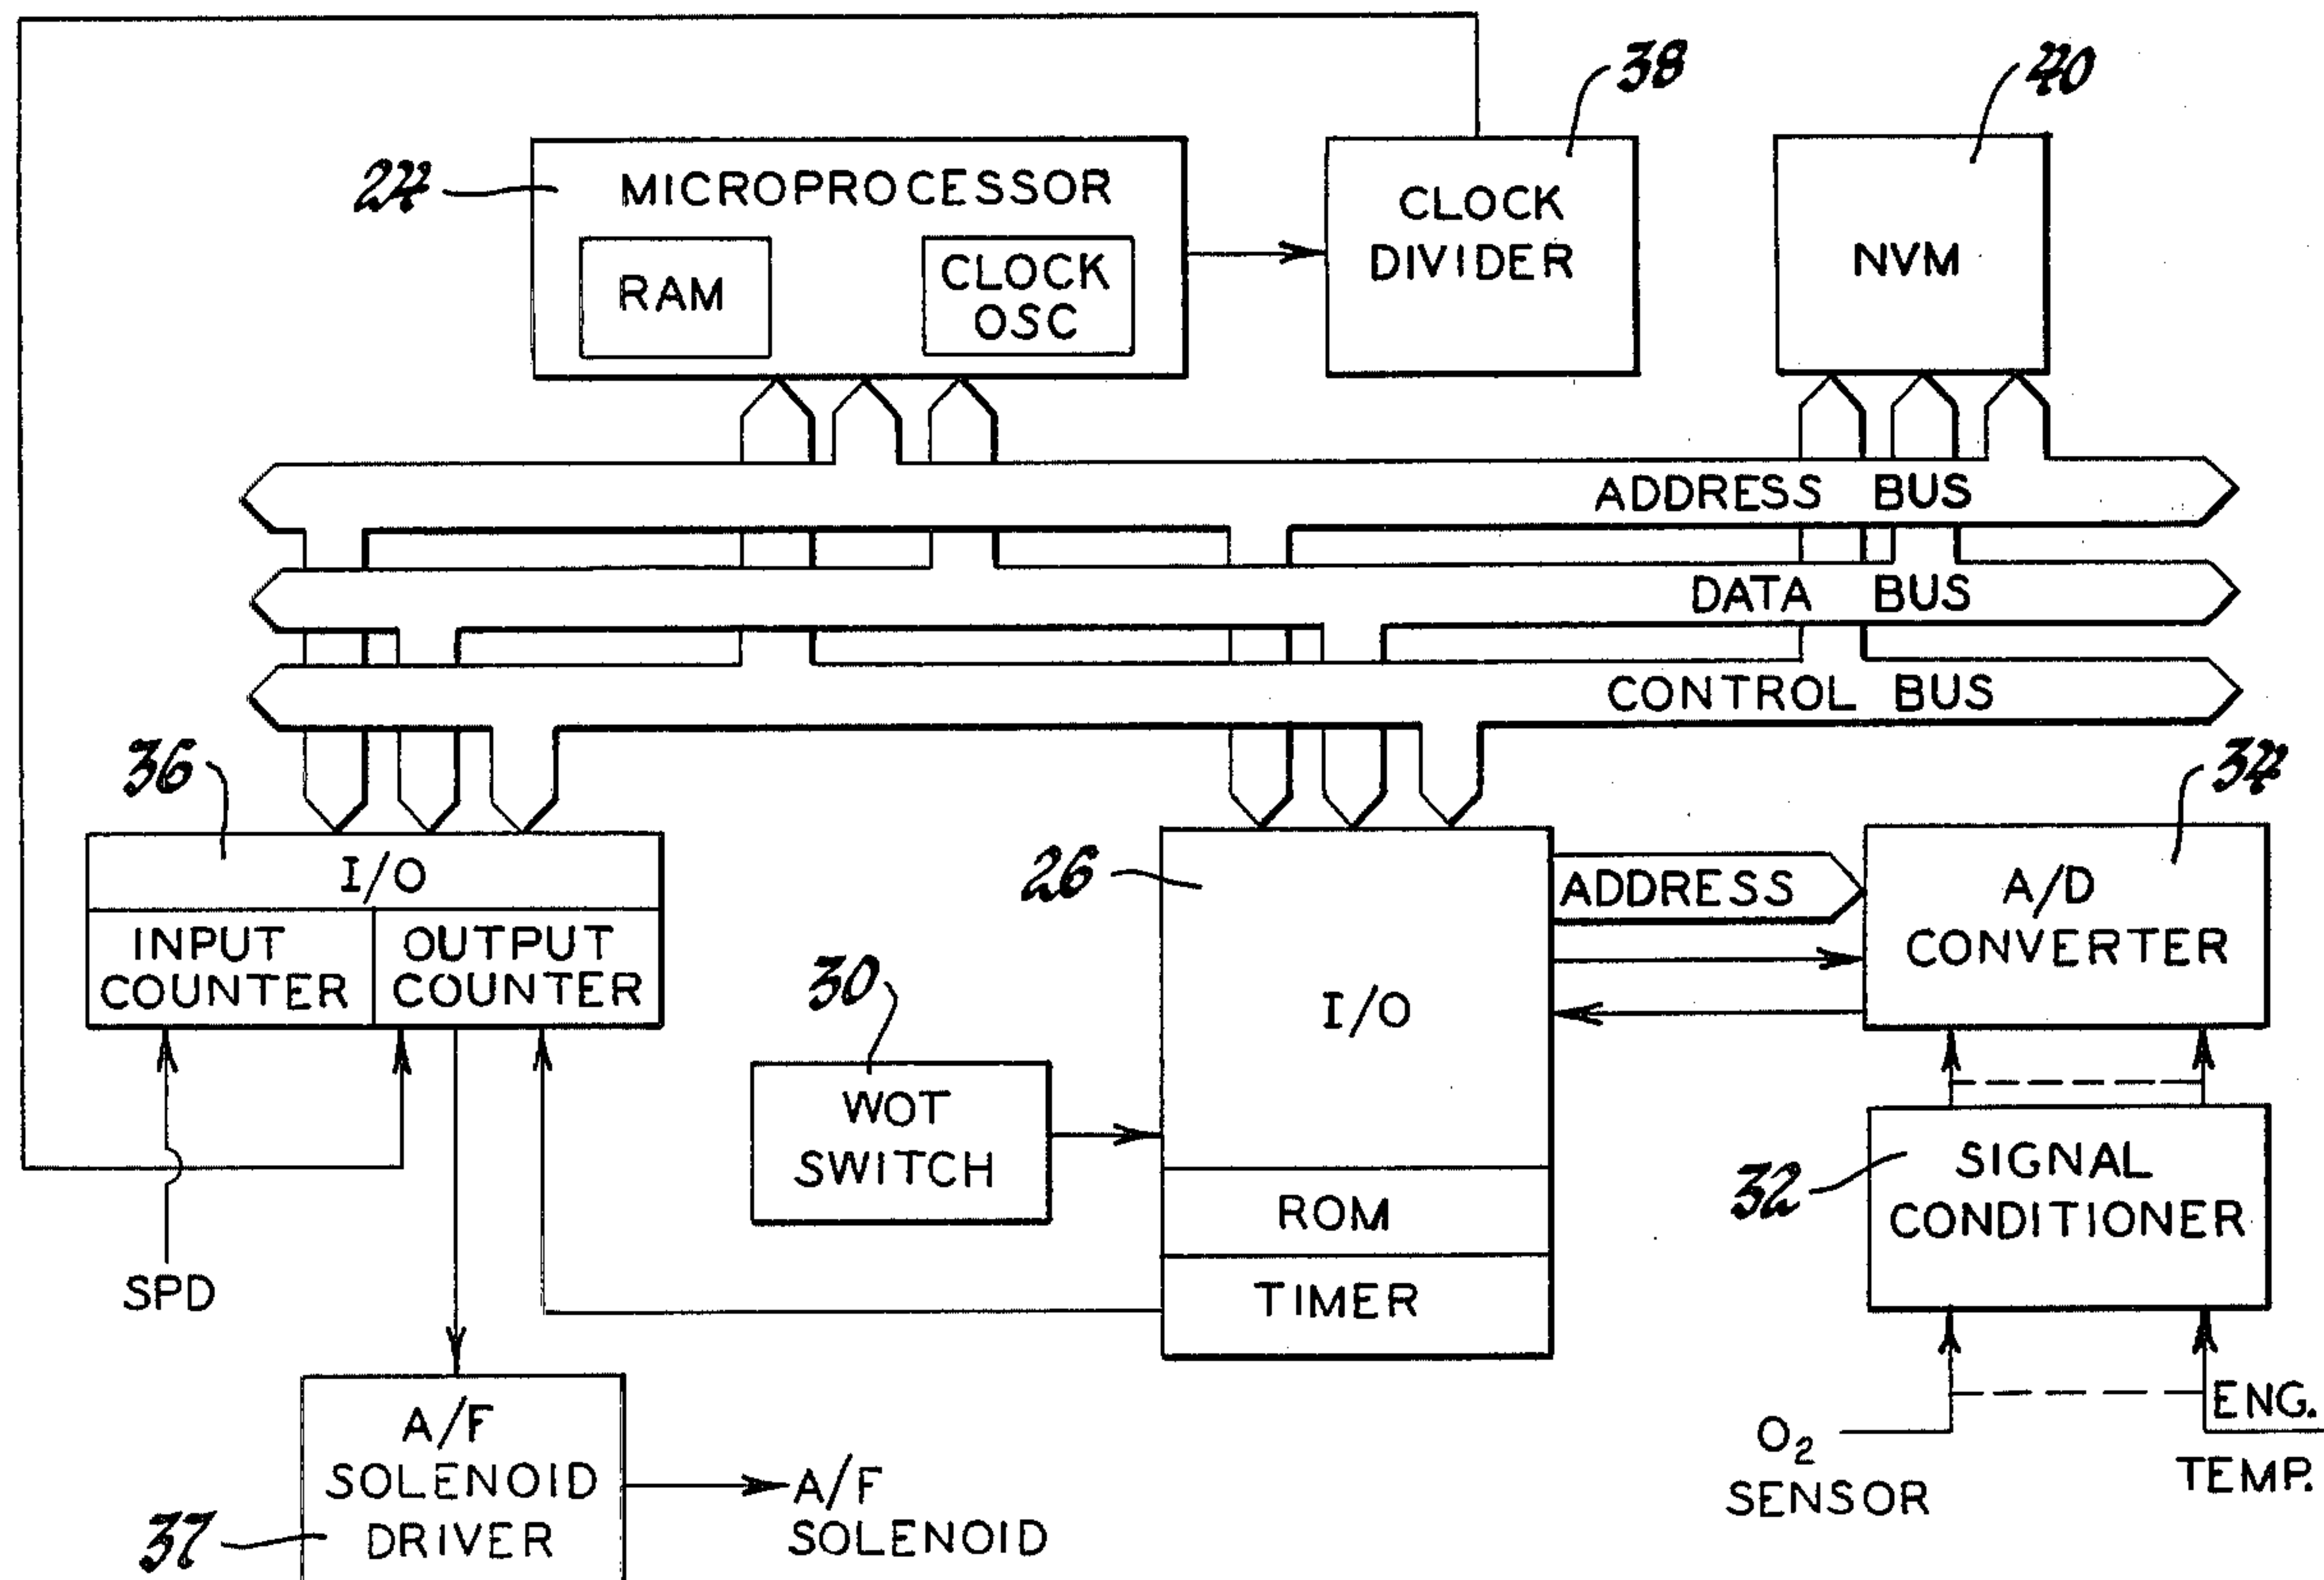 38
40
24
MICROPROCESSOR
RAM
CLOCK
OSC
CLOCK
DIVIDER
NVM
ADDRESS BUS
DATA BUS
CONTROL BUS
36
I/O
INPUT
COUNTER
OUTPUT
COUNTER
SPD
26
I/O
ROM
TIMER
30
WOT
SWITCH
ADDRESS
34
A/D
CONVERTER
32
SIGNAL
CONDITIONER
O₂
SENSOR
ENG.
TEMP.
A/F
SOLENOID
DRIVER
37
A/F
SOLENOID